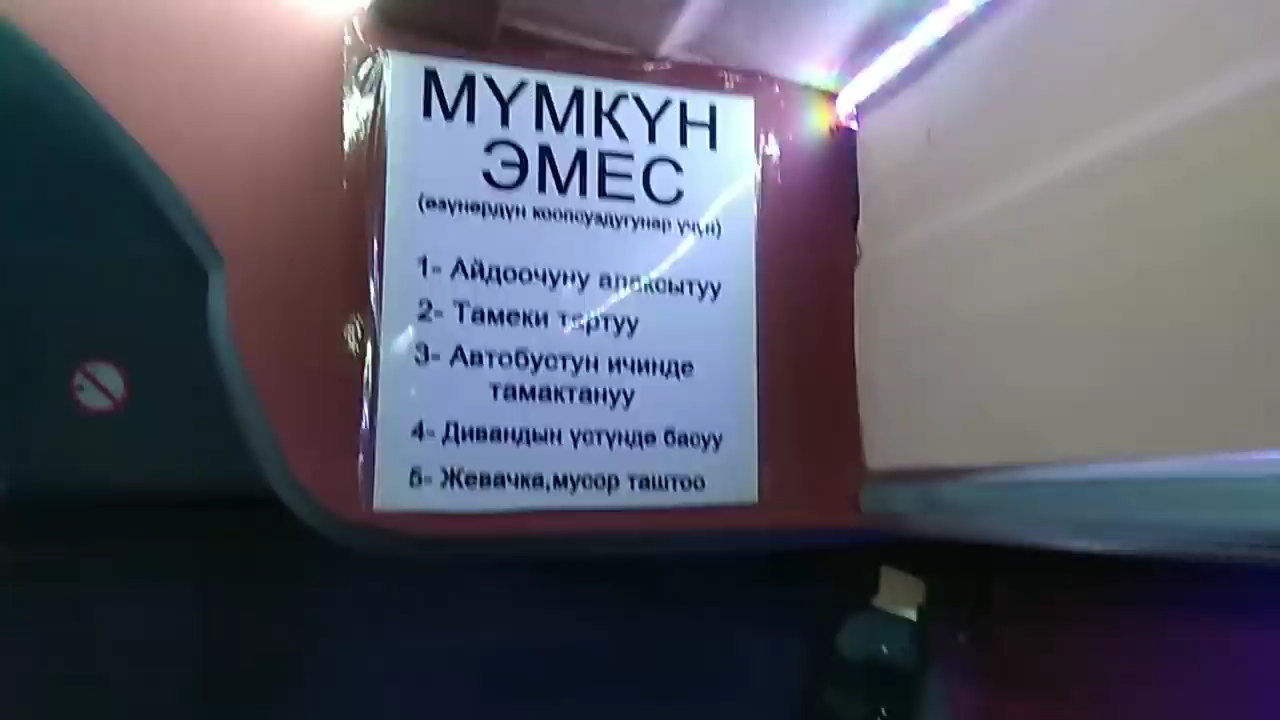 МҮМКҮН
ЭМЕС
(өзүнөрдүн коопсуздугунар үчүн)
1- Айдоочуну алаксытуу
2- Тамеки тартуу
3- Автобустун ичинде
тамактануу
4- Дивандын үстүндө басуу
5- Жевачка,мусор таштоо